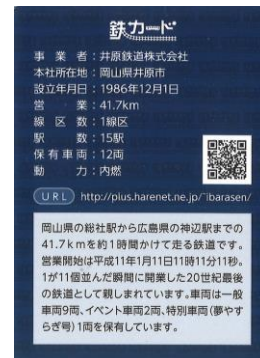 鉄カード
事業者：井原鉄道株式会社
本社所在地：岡山県井原市
設立年月日：1986年12月1日
営業：41.7km
線区数：1線区
駅数：15駅
保有車両：12両
動力：内燃
URL http://plus.harenet.ne.jp/~ibarasen/
岡山県の総社駅から広島県の神辺駅までの
41.7kmを約1時間かけて走る鉄道です。
営業開始は平成11年1月11日11時11分11秒。
1が11個並んだ瞬間に開業した20世紀最後
の鉄道として親しまれています。車両は一般
車両9両、イベント車両2両、特別車両（夢やす
らぎ号）1両を保有しています。